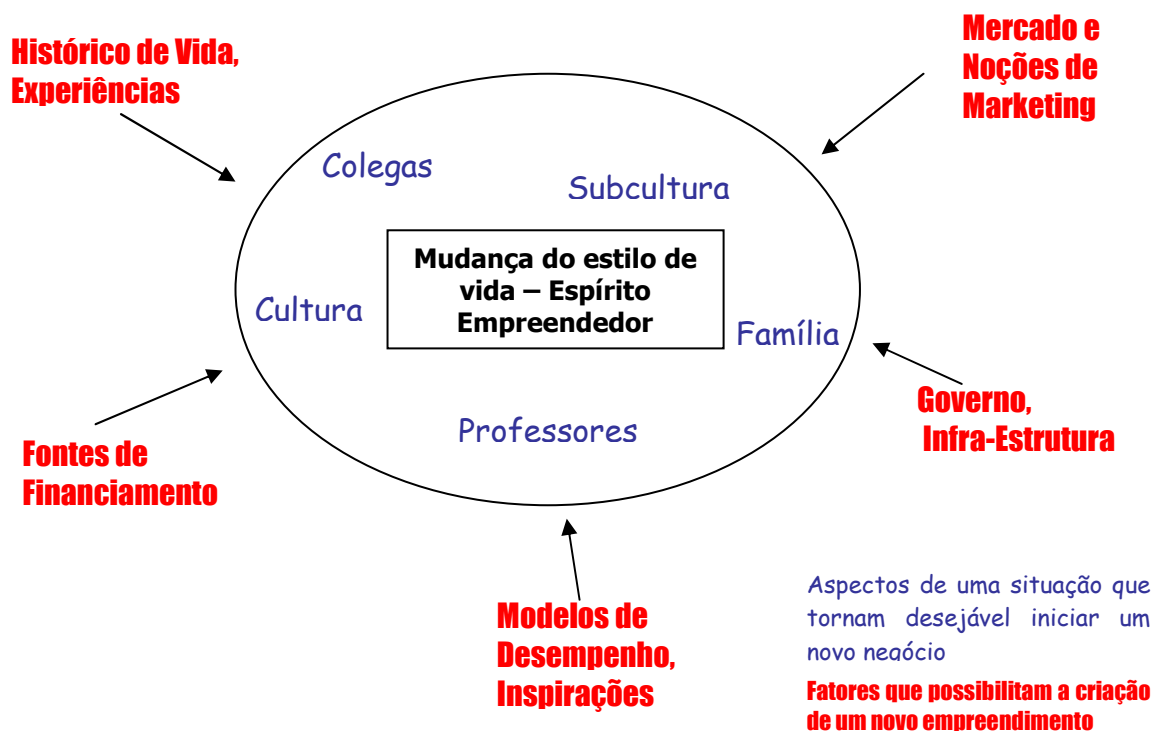 Histórico de Vida,
Experiências
Mercado e
Noções de
Marketing
Colegas
Subcultura
Mudança do estilo de
vida – Espírito
Empreendedor
Cultura
Família
Professores
Fontes de
Financiamento
Governo,
Infra-Estrutura
Modelos de
Desempenho,
Inspirações
Aspectos de uma situação que
tornam desejável iniciar um
novo negócio
Fatores que possibilitam a criação
de um novo empreendimento